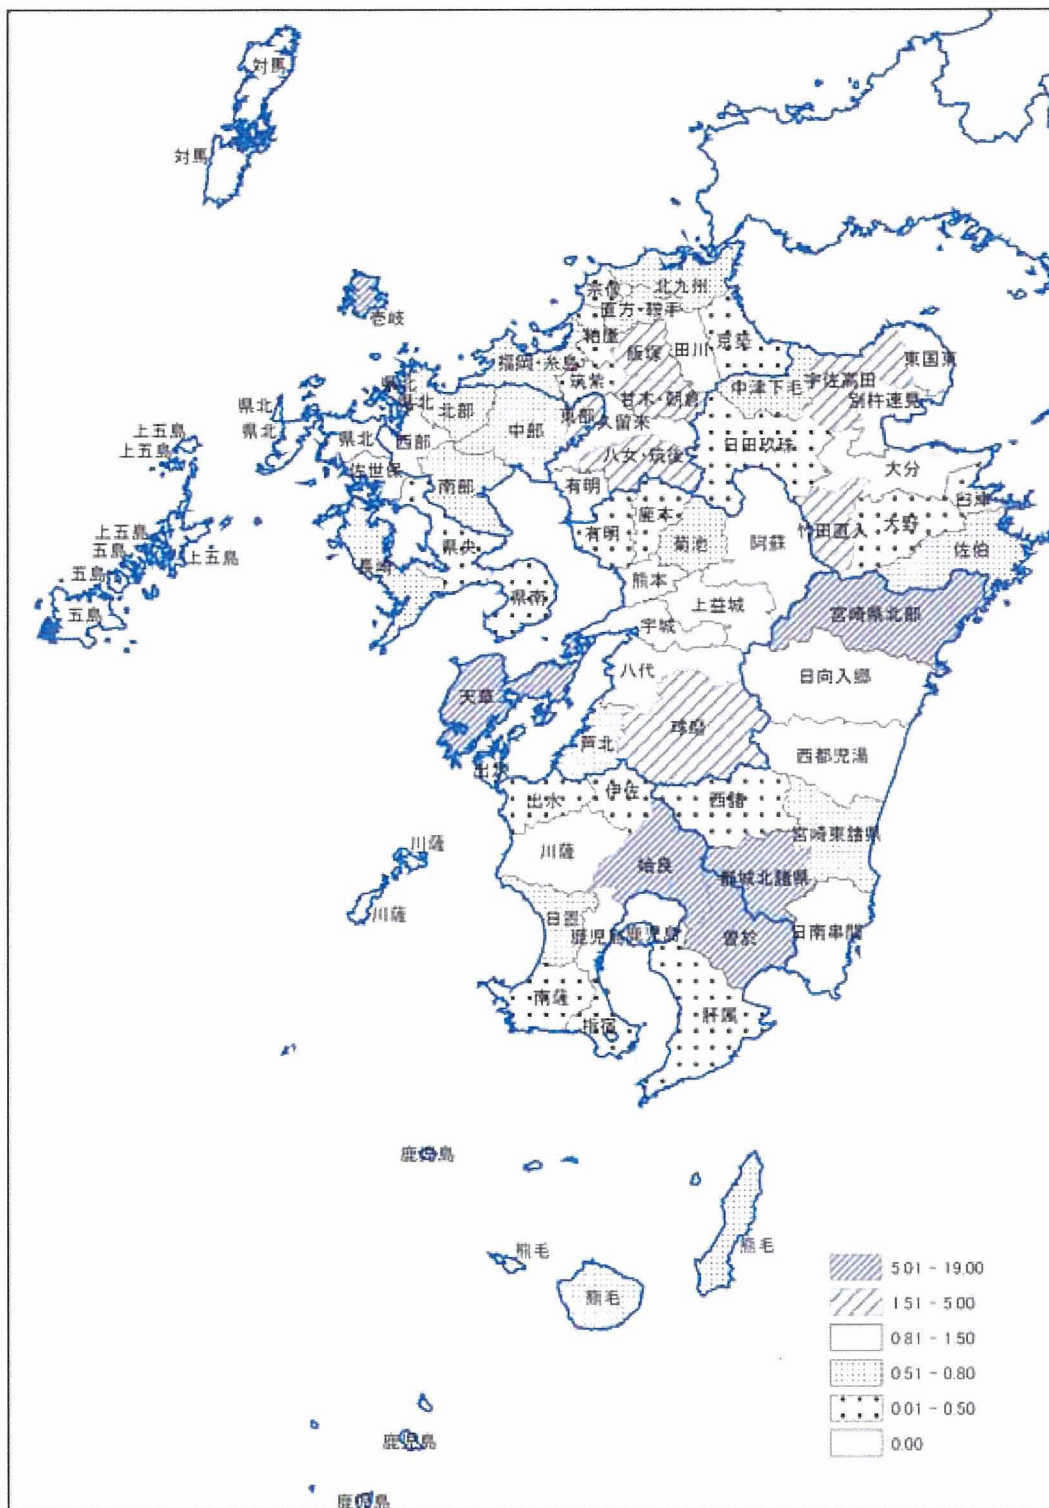 対馬
対馬
壱岐
宗像
北九州
直方・鞍手
粕屋
飯塚
田川
京築
福岡・糸島
筑紫
中津下毛
宇佐高田
東国東
別杵速見
甘木・朝倉
県北
県北
北部
中部
東部
久留米
県北
県北
県北
西部
八女・筑後
日田玖珠
大分
上五島
上五島
佐世保
南部
有明
臼津
鹿本
有明
大野
竹田直入
上五島
五島
上五島
県央
菊池
阿蘇
佐伯
五島
長崎
熊本
五島
県南
上益城
宮崎県北部
宇城
八代
日向入郷
天草
球磨
芦北
西都児湯
出水
出水
伊佐
西諸
宮崎東諸県
川薩
川薩
姶良
都城北諸県
川薩
日置
鹿児島
鹿児島
曽於
日南串間
南薩
指宿
肝属
鹿児島
熊毛
熊毛
熊毛
鹿児島
鹿児島
5.01 - 19.00
1.51 - 5.00
0.81 - 1.50
0.51 - 0.80
0.01 - 0.50
0.00